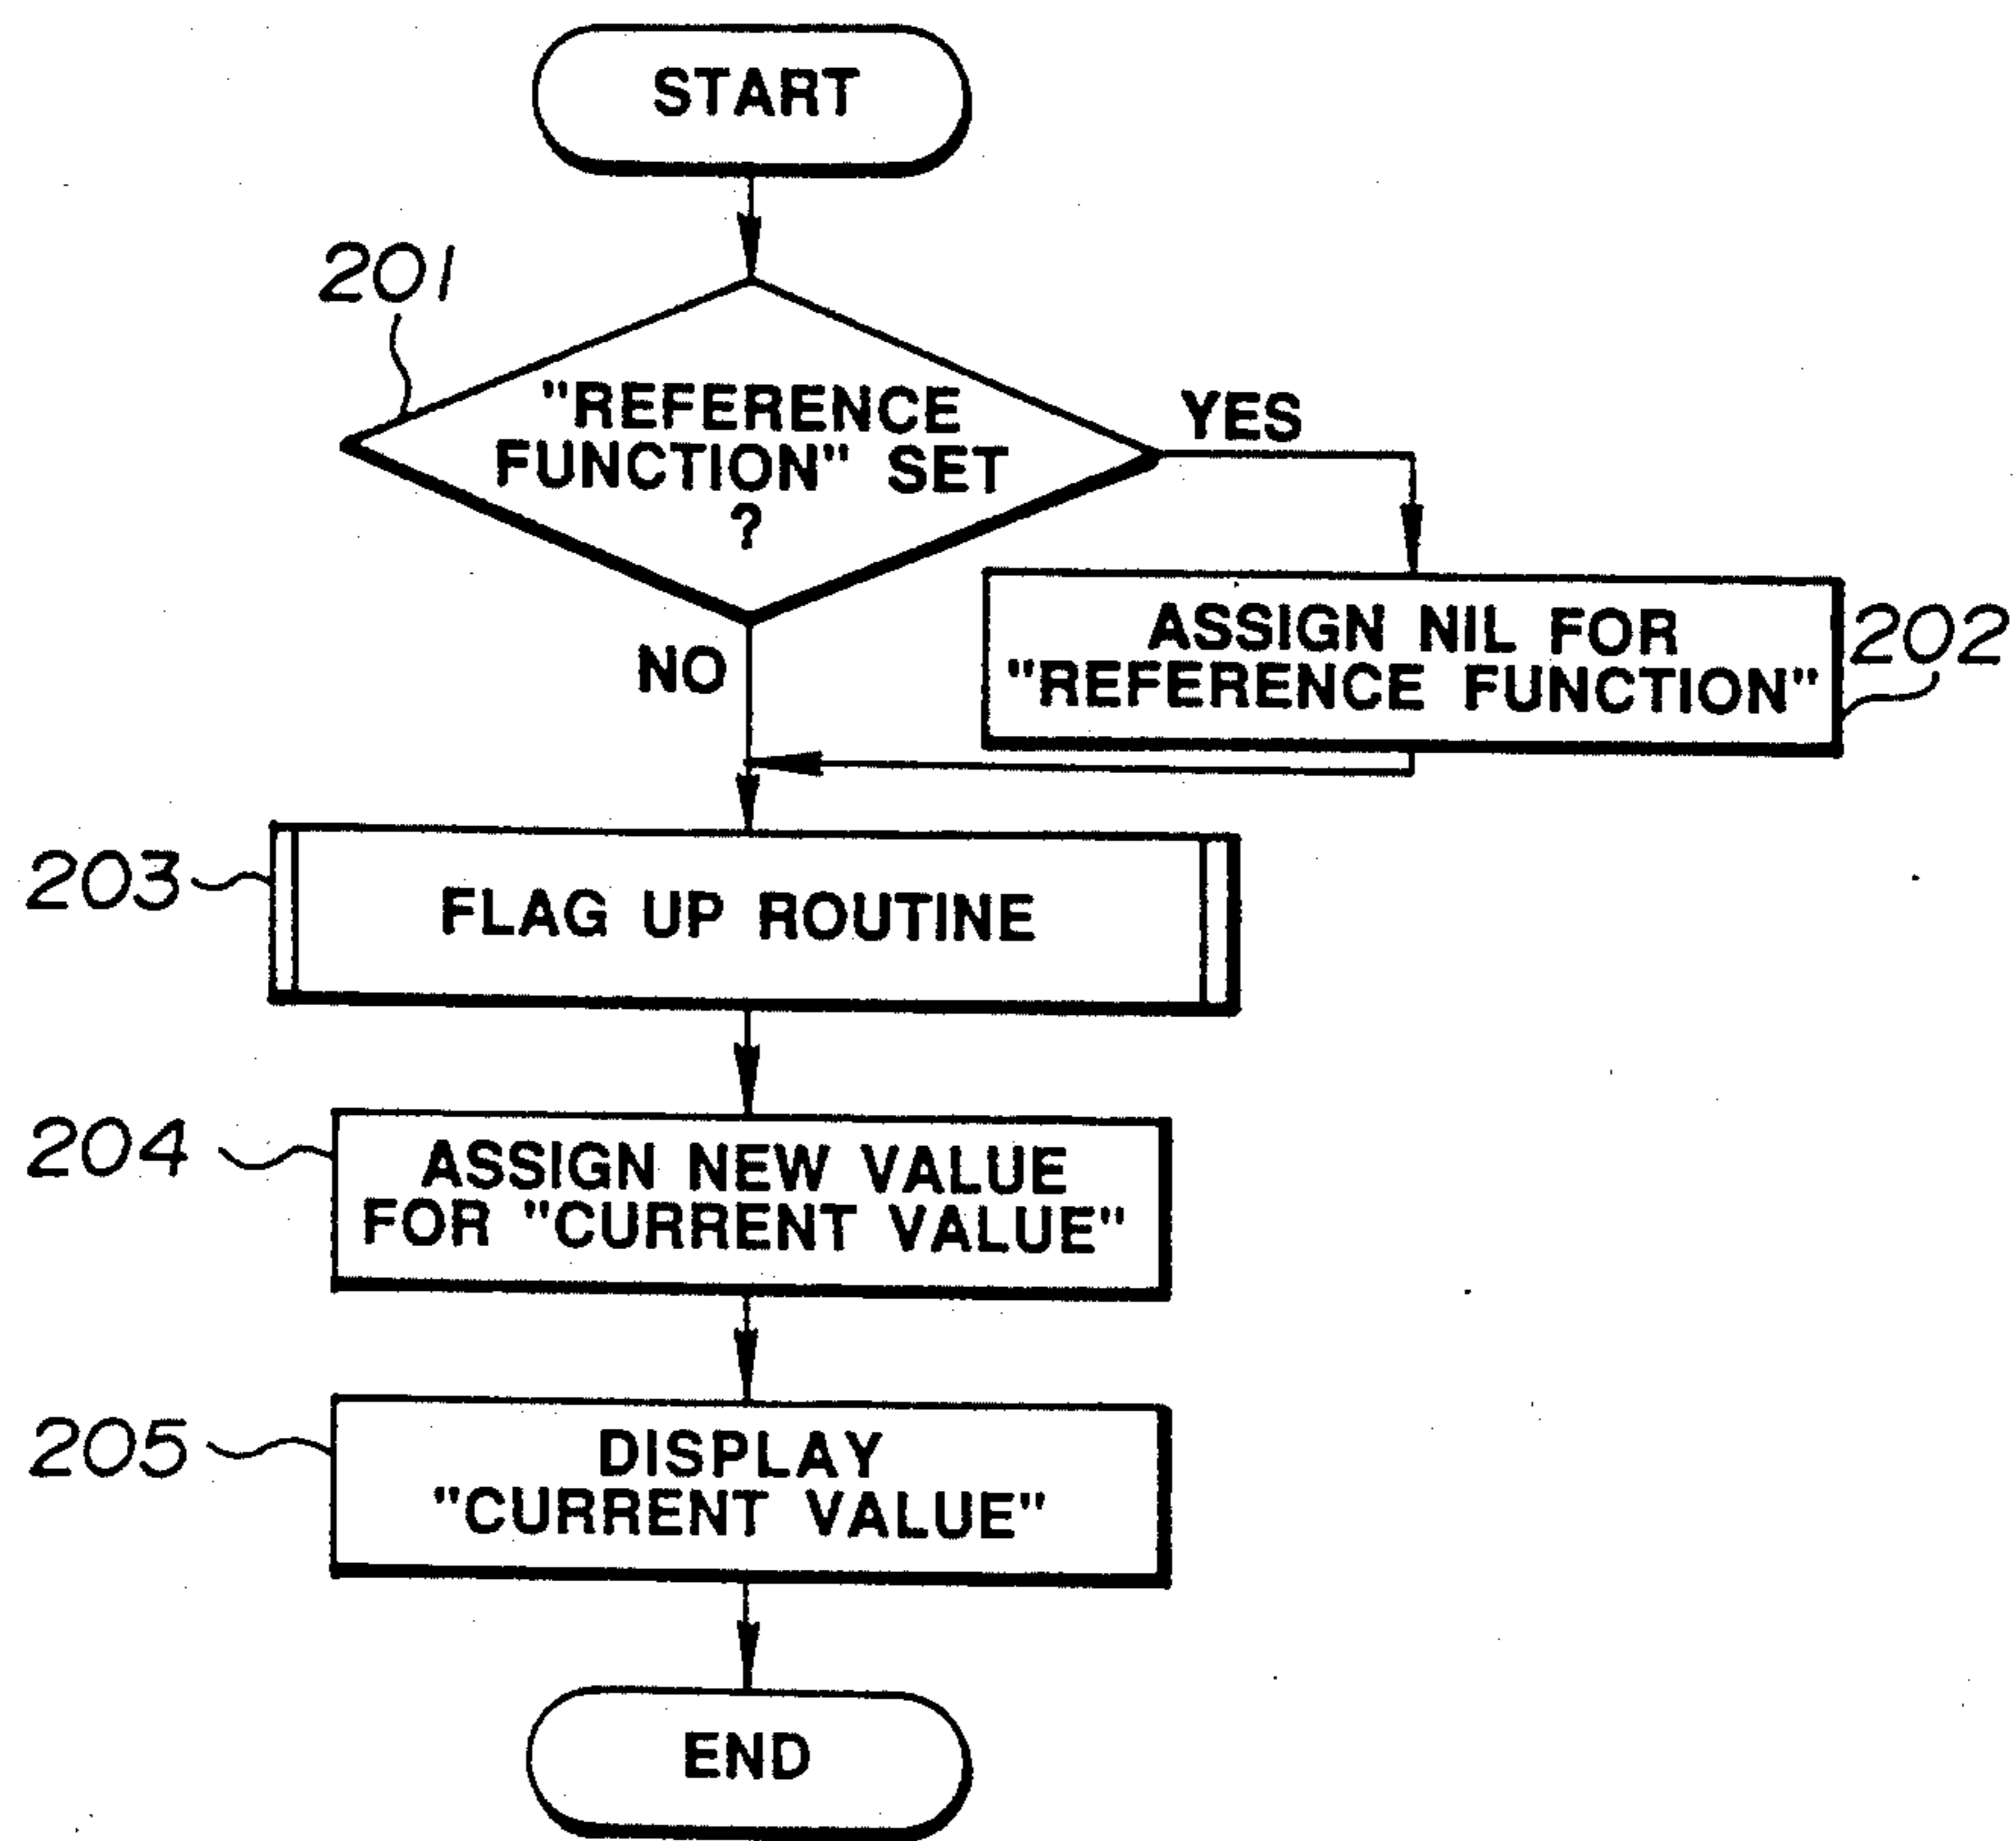 START
201
"REFERENCE
FUNCTION" SET
?
YES
NO
ASSIGN NIL FOR
"REFERENCE FUNCTION"
202
203
FLAG UP ROUTINE
204
ASSIGN NEW VALUE
FOR "CURRENT VALUE"
205
DISPLAY
"CURRENT VALUE"
END